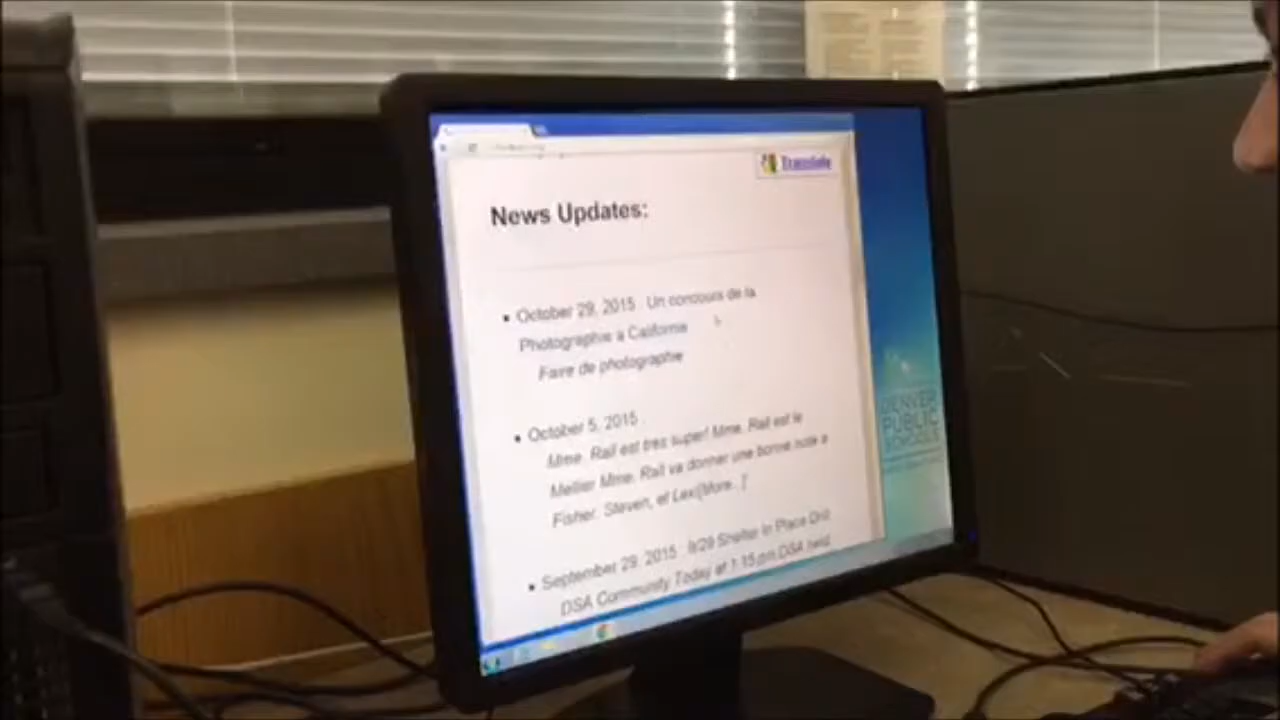 Translate
News Updates:
October 29, 2015 . Un concours de la
Photographie a Californie
Faire de photographie
October 5, 2015 .
Mme. Rail est tres super! Mme. Rail est le
Mellier Mme. Rail va donner une bonne note a
Fisher. Steven, et Lex![More...]
September 29, 2015 . 9/29 Shelter In Place Drill
DSA Community Today at 1:15 pm DSA held
DENVER
PUBLIC
SCHOOLS